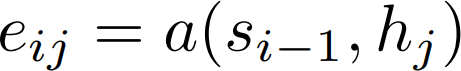 e_{ij} = a(s_{i-1}, h_j)